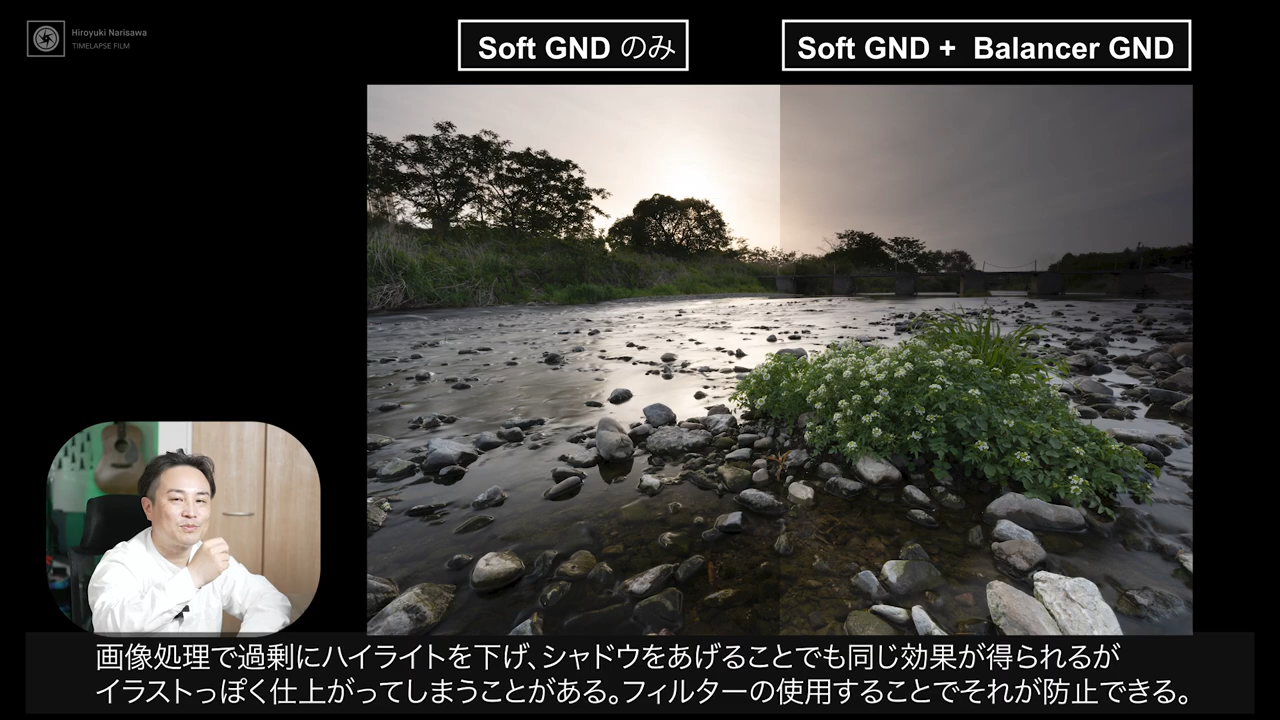 Hiroyuki Narisawa
TIMELAPSE FILM
Soft GND のみ
Soft GND + Balancer GND
画像処理で過剰にハイライトを下げ、シャドウをあげることでも同じ効果が得られるが
イラストっぽく仕上がってしまうことがある。フィルターの使用することでそれが防止できる。